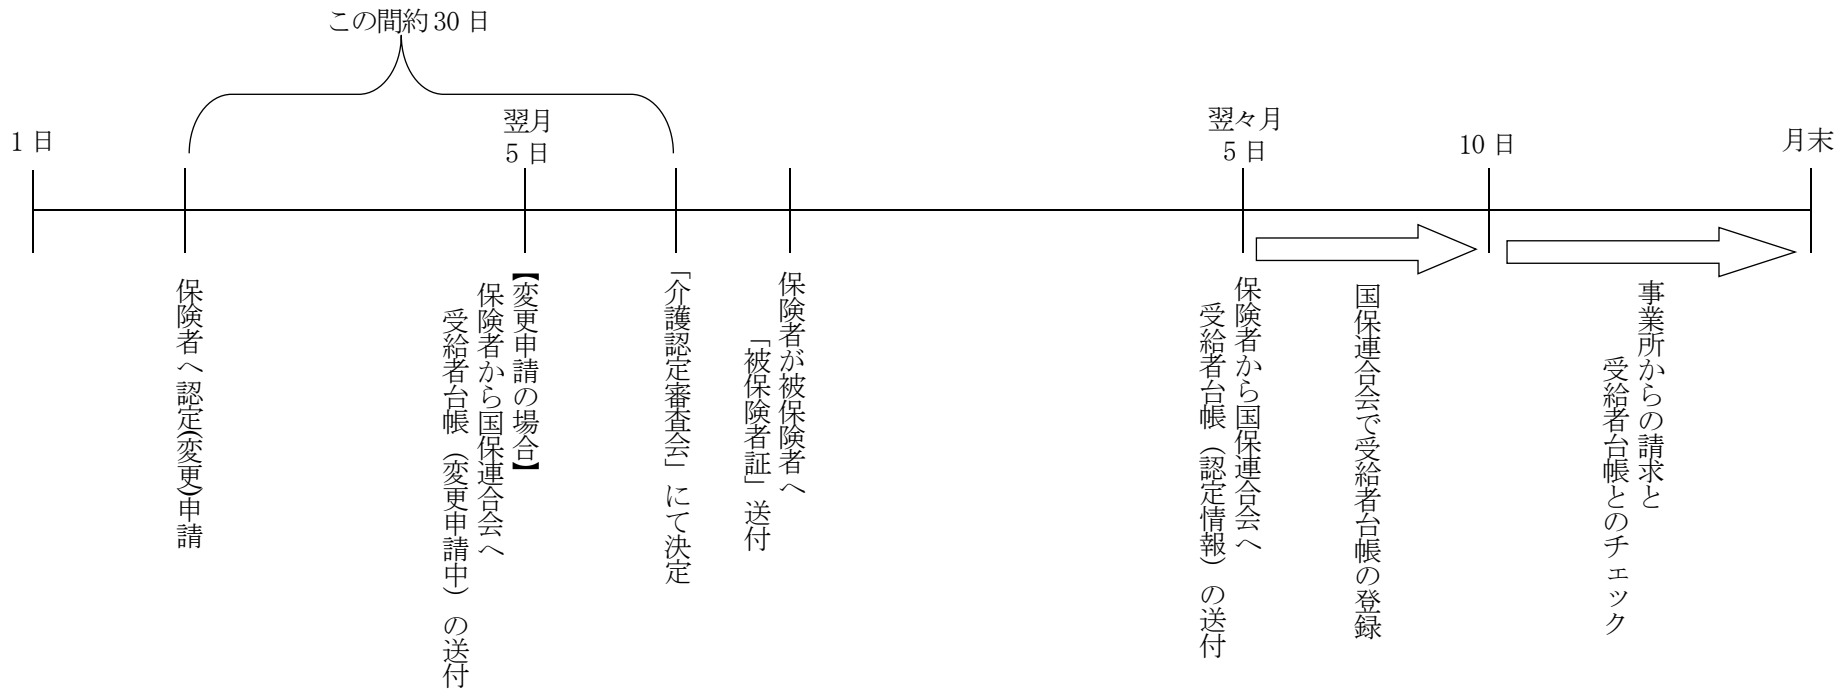 この間約30日
1日
翌月
5日
翌々月
5日
10日
月末
保険者へ認定(変更)申請
【変更申請の場合】
保険者から国保連合会へ
受給者台帳（変更申請中）の送付
「介護認定審査会」にて決定
保険者が被保険者へ
「被保険者証」送付
保険者から国保連合会へ
受給者台帳（認定情報）の送付
国保連合会で受給者台帳の登録
事業所からの請求と
受給者台帳とのチェック